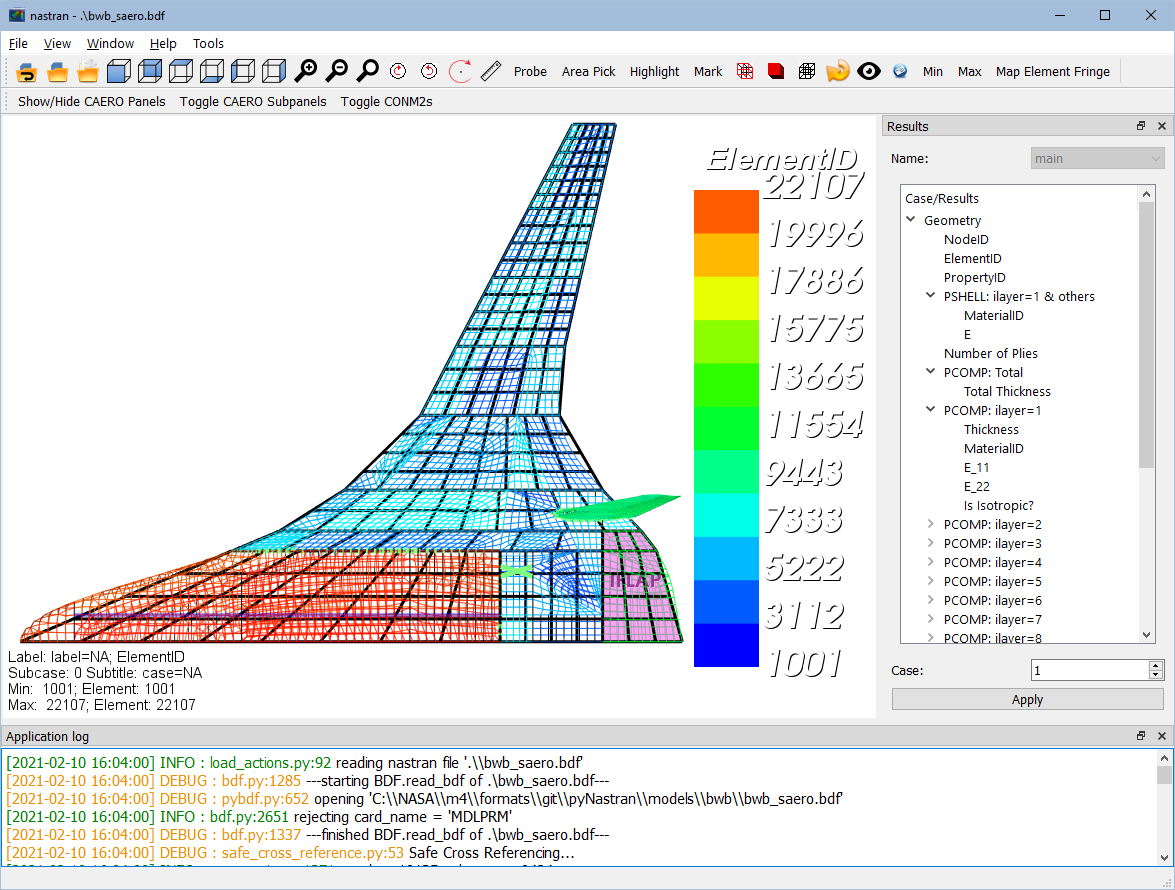 nastran - .\bwb_saero.bdf
File View Window Help Tools
Probe Area Pick Highlight Mark Min Max Map Element Fringe
Show/Hide CAERO Panels Toggle CAERO Subpanels Toggle CONM2s
ElementID
22107
19996
17886
15775
13665
11554
9443
7333
5222
3112
1001
IFLAP
Label: label=NA; ElementID
Subcase: 0 Subtitle: case=NA
Min: 1001; Element: 1001
Max: 22107; Element: 22107
Results
Name: main
Case/Results
Geometry
NodeID
ElementID
PropertyID
PSHELL: ilayer=1 & others
MaterialID
E
Number of Plies
PCOMP: Total
Total Thickness
PCOMP: ilayer=1
Thickness
MaterialID
E_11
E_22
Is Isotropic?
PCOMP: ilayer=2
PCOMP: ilayer=3
PCOMP: ilayer=4
PCOMP: ilayer=5
PCOMP: ilayer=6
PCOMP: ilayer=7
PCOMP: ilayer=8
Case: 1
Apply
Application log
[2021-02-10 16:04:00] INFO : load_actions.py:92 reading nastran file '.\\bwb_saero.bdf'
[2021-02-10 16:04:00] DEBUG : bdf.py:1285 ---starting BDF.read_bdf of .\bwb_saero.bdf---
[2021-02-10 16:04:00] DEBUG : pybdf.py:652 opening 'C:\\NASA\\m4\\formats\\git\\pyNastran\\models\\bwb\\bwb_saero.bdf'
[2021-02-10 16:04:00] INFO : bdf.py:2651 rejecting card_name = 'MDLPRM'
[2021-02-10 16:04:00] DEBUG : bdf.py:1337 ---finished BDF.read_bdf of .\bwb_saero.bdf---
[2021-02-10 16:04:00] DEBUG : safe_cross_reference.py:53 Safe Cross Referencing...